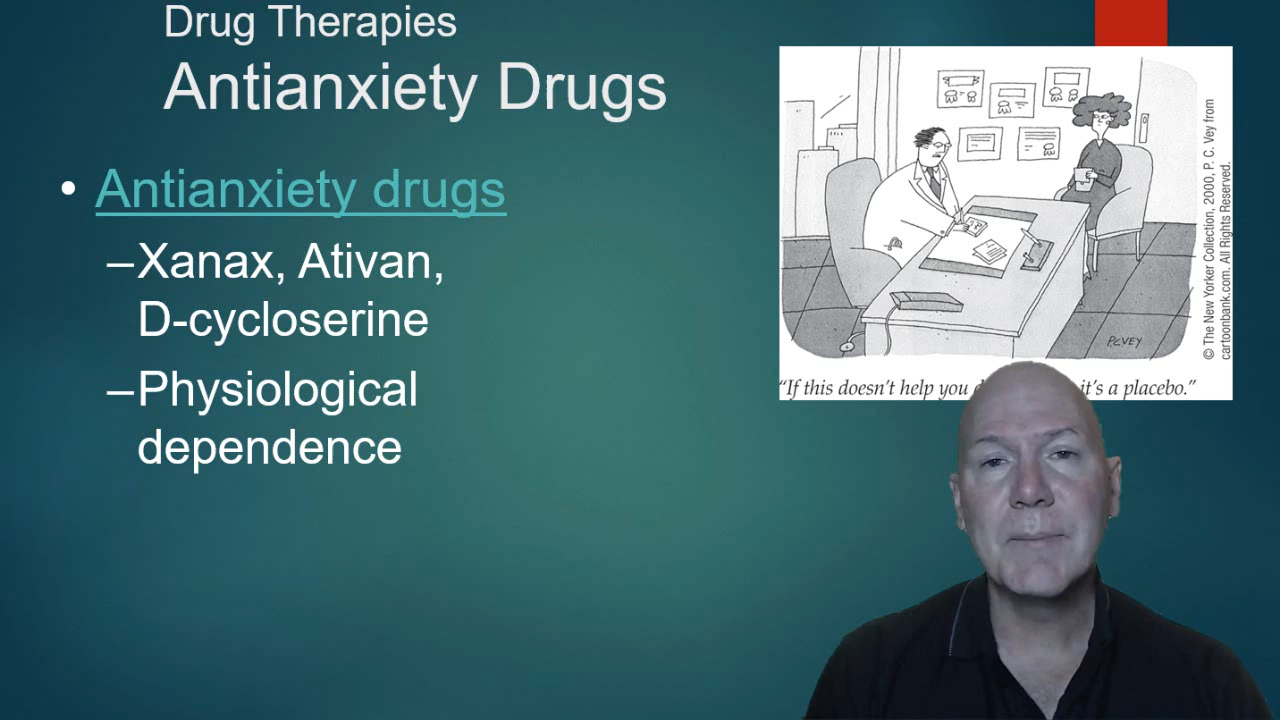 Drug Therapies
Antianxiety Drugs
• Antianxiety drugs
–Xanax, Ativan,
D-cycloserine
–Physiological
dependence
P.C.VEY
© The New Yorker Collection, 2000, P. C. Vey from
cartoonbank.com. All Rights Reserved.
“If this doesn’t help you it’s a placebo.”